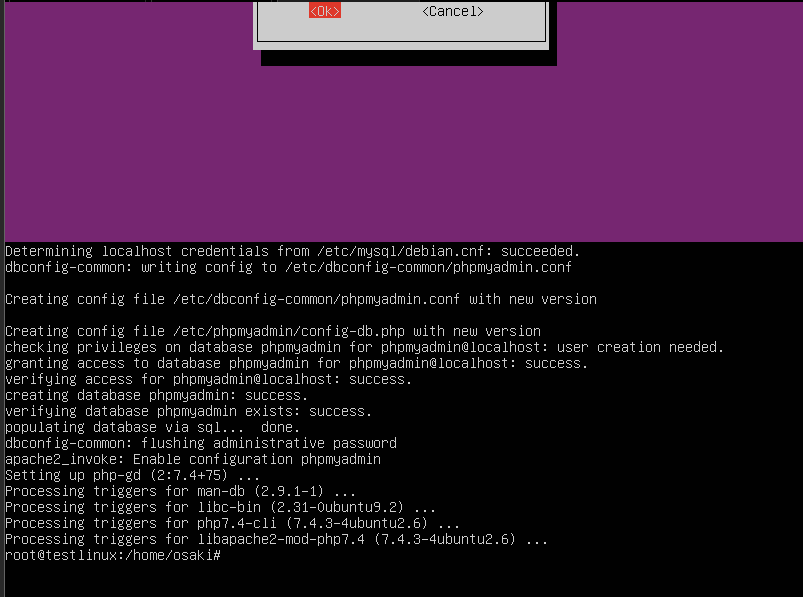 <Ok> <Cancel>
Determining localhost credentials from /etc/mysql/debian.cnf: succeeded.
dbconfig-common: writing config to /etc/dbconfig-common/phpmyadmin.conf
Creating config file /etc/dbconfig-common/phpmyadmin.conf with new version
Creating config file /etc/phpmyadmin/config-db.php with new version
checking privileges on database phpmyadmin for phpmyadmin@localhost: user creation needed.
granting access to database phpmyadmin for phpmyadmin@localhost: success.
verifying access for phpmyadmin@localhost: success.
creating database phpmyadmin: success.
verifying database phpmyadmin exists: success.
populating database via sql...  done.
dbconfig-common: flushing administrative password
apache2_invoke: Enable configuration phpmyadmin
Setting up php-gd (2:7.4+75) ...
Processing triggers for man-db (2.9.1-1) ...
Processing triggers for libc-bin (2.31-0ubuntu9.2) ...
Processing triggers for php7.4-cli (7.4.3-4ubuntu2.6) ...
Processing triggers for libapache2-mod-php7.4 (7.4.3-4ubuntu2.6) ...
root@testlinux:/home/osaki#